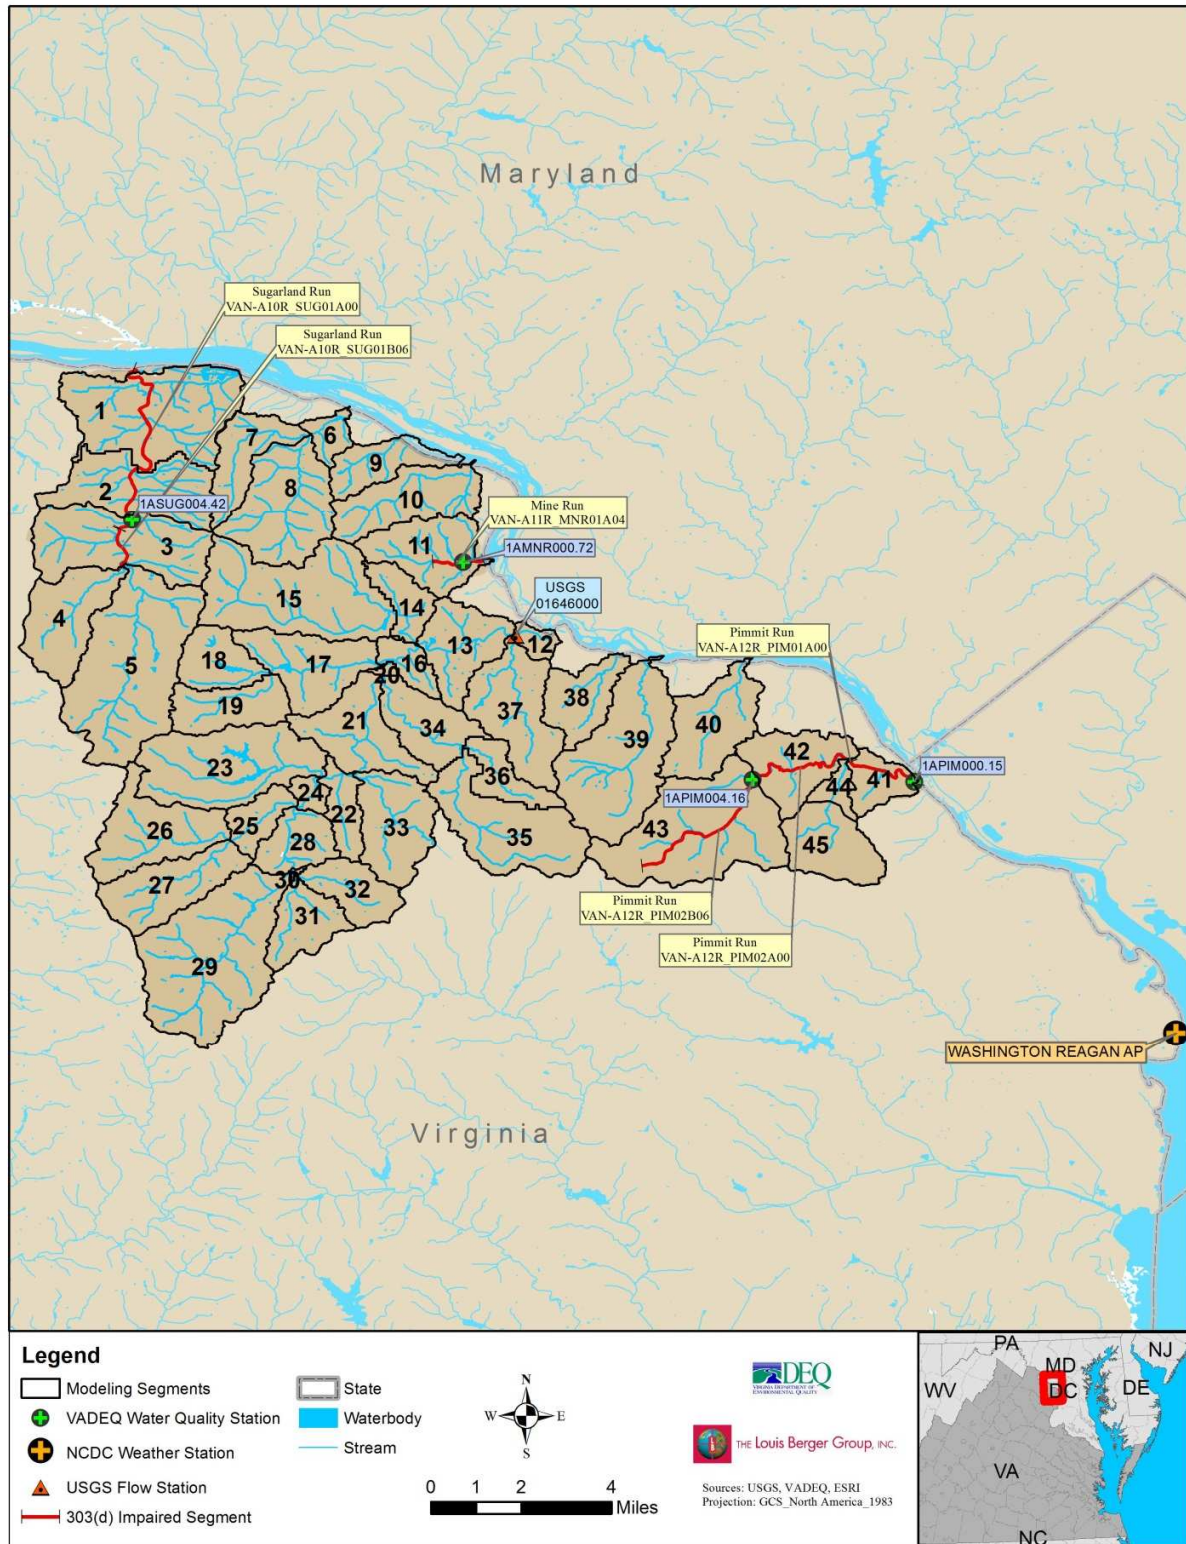 Maryland
Sugarland Run
VAN-A10R_SUG01A00
Sugarland Run
VAN-A10R_SUG01B06
1
7
6
9
2
8
10
1ASUG004.42
Mine Run
VAN-A11R_MNR01A04
3
11
1AMNR000.72
USGS
01646000
4
15
14
Pimmit Run
VAN-A12R_PIM01A00
5
18
17
16
13
12
20
19
21
34
37
38
39
40
23
36
42
1APIM000.15
24
1APIM004.16
44
41
26
25
22
33
28
35
43
45
27
30
32
31
Pimmit Run
VAN-A12R_PIM02B06
Pimmit Run
VAN-A12R_PIM02A00
29
WASHINGTON REAGAN AP
Virginia
Legend
Modeling Segments
VADEQ Water Quality Station
NCDC Weather Station
USGS Flow Station
303(d) Impaired Segment
State
Waterbody
Stream
N
W
E
S
0 1 2 4
Miles
DEQ
VIRGINIA DEPARTMENT OF
ENVIRONMENTAL QUALITY
THE Louis Berger Group, INC.
Sources: USGS, VADEQ, ESRI
Projection: GCS_North America_1983
PA
NJ
MD
WV
DC
DE
VA
NC